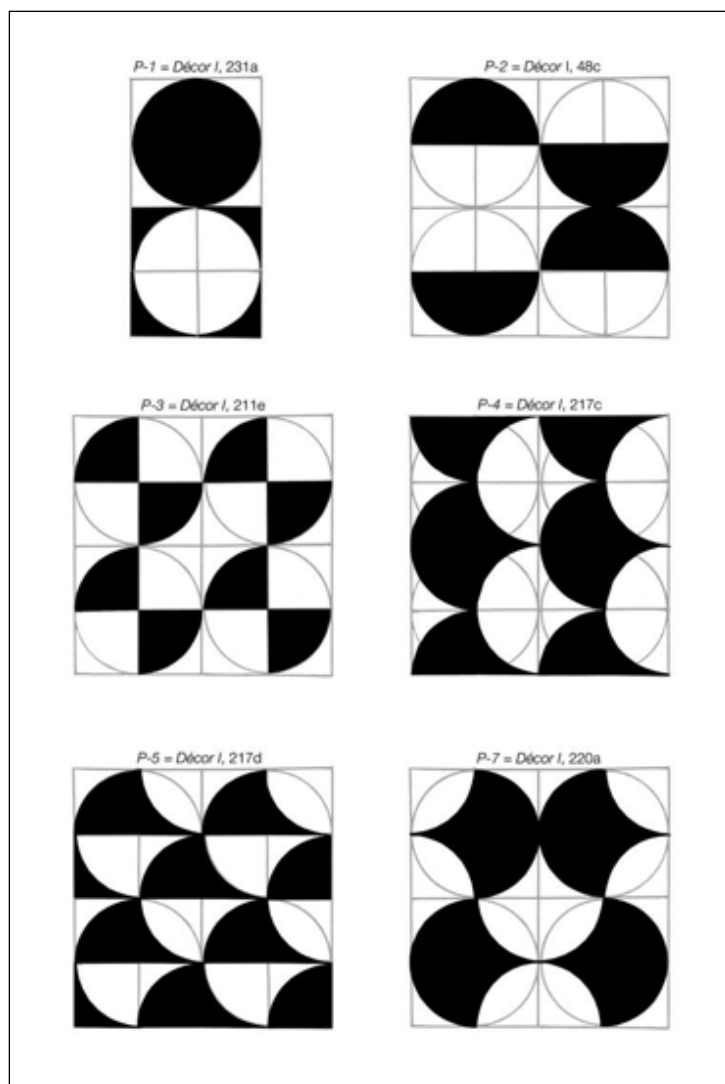 P-1 = Décor I, 231a
P-2 = Décor I, 48c
P-3 = Décor I, 211e
P-4 = Décor I, 217c
P-5 = Décor I, 217d
P-7 = Décor I, 220a